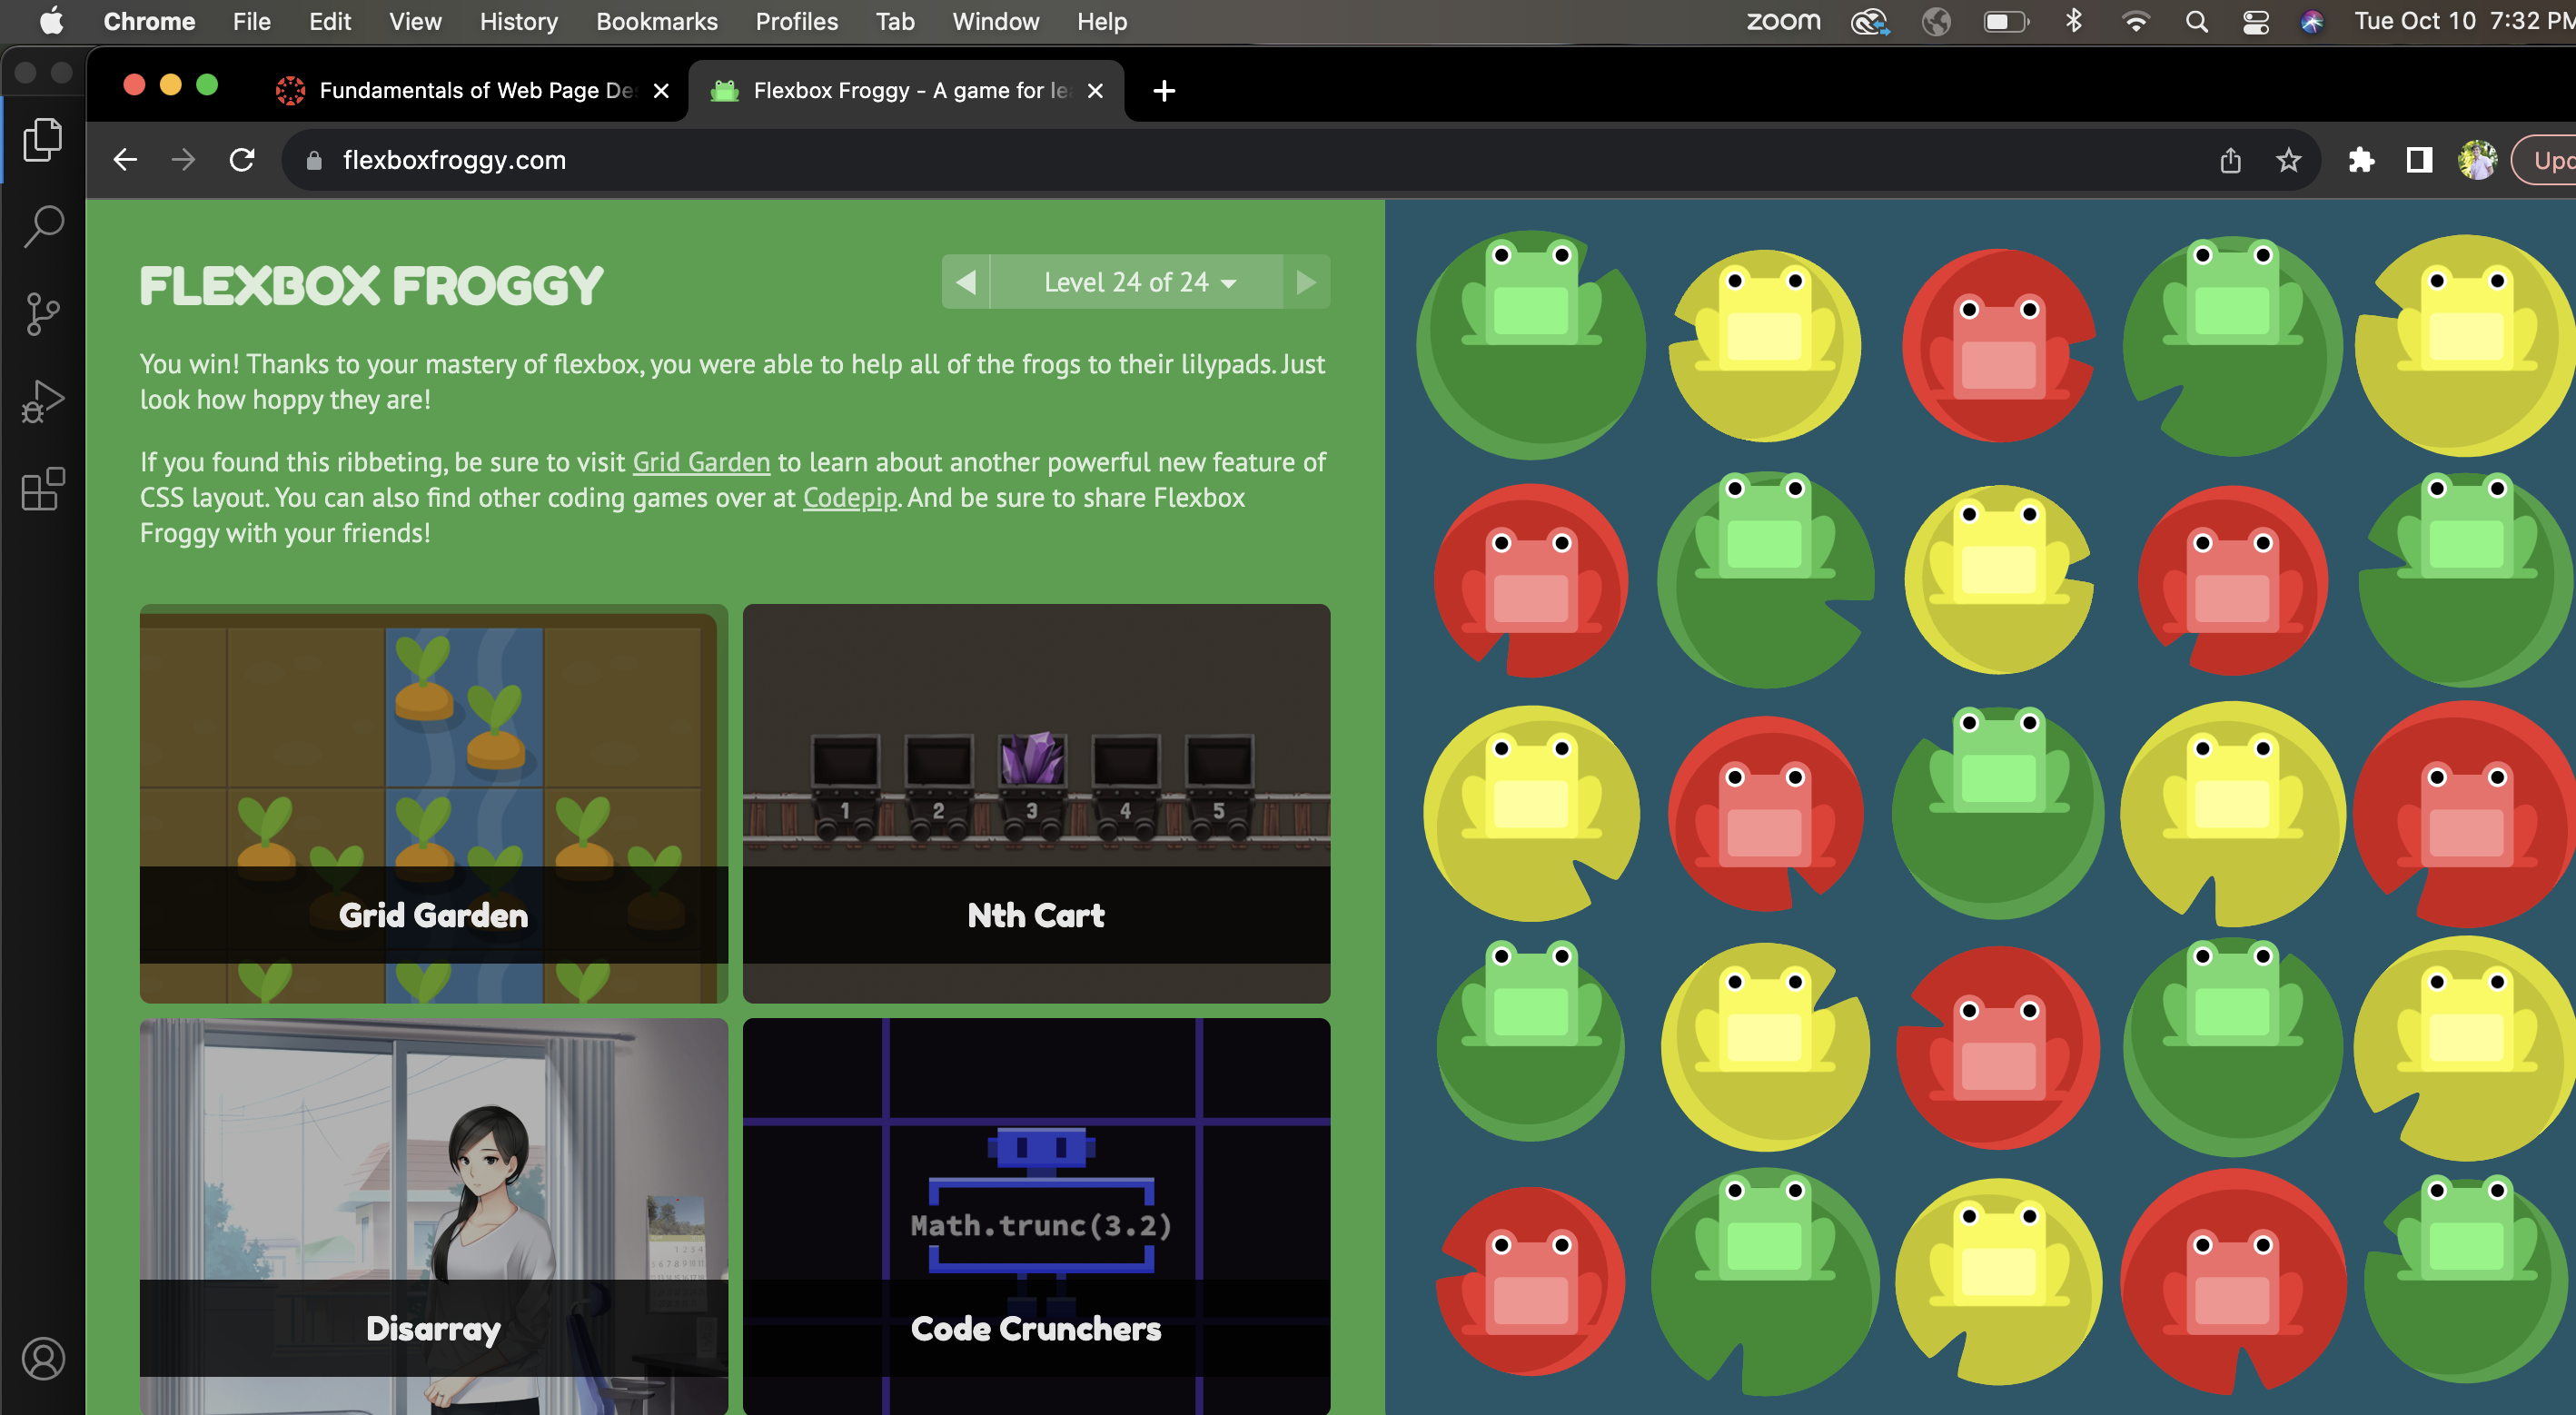 Chrome File Edit View History Bookmarks Profiles Tab Window Help zoom Tue Oct 10 7:32 PM
Fundamentals of Web Page De Flexbox Froggy - A game for le
flexboxfroggy.com Upd
FLEXBOX FROGGY
Level 24 of 24
You win! Thanks to your mastery of flexbox, you were able to help all of the frogs to their lilypads. Just
look how hoppy they are!
If you found this ribbeting, be sure to visit Grid Garden to learn about another powerful new feature of
CSS layout. You can also find other coding games over at Codepip. And be sure to share Flexbox
Froggy with your friends!
1 2 3 4 5
Grid Garden
Nth Cart
Math.trunc(3.2)
Disarray
Code Crunchers